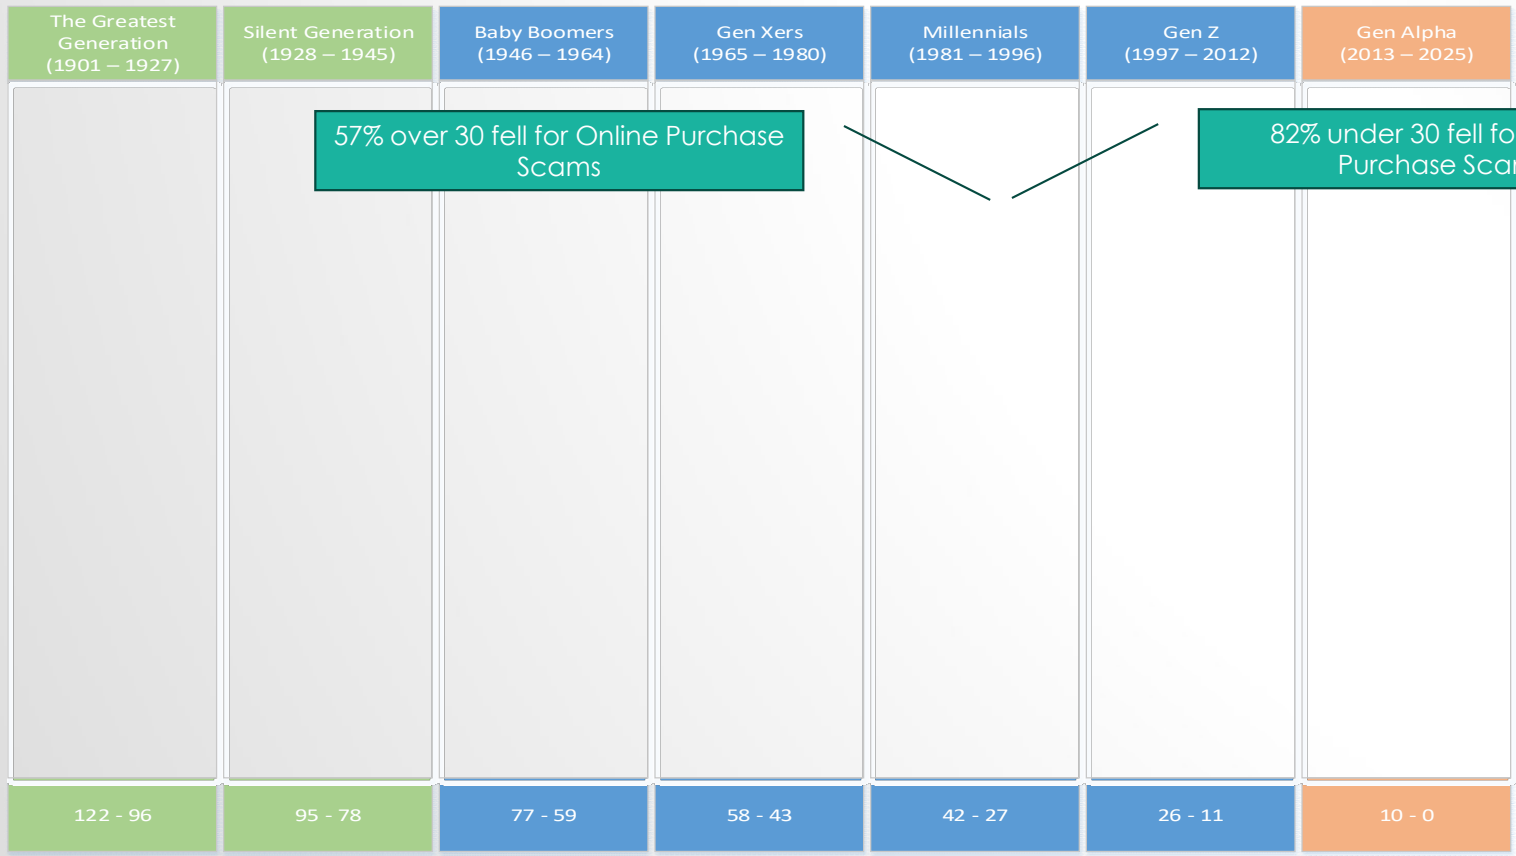 The Greatest
Generation
(1901 – 1927)
Silent Generation
(1928 – 1945)
Baby Boomers
(1946 – 1964)
Gen Xers
(1965 – 1980)
Millennials
(1981 – 1996)
Gen Z
(1997 – 2012)
Gen Alpha
(2013 – 2025)
57% over 30 fell for Online Purchase
Scams
82% under 30 fell
Purchase
122 - 96
95 - 78
77 - 59
58 - 43
42 - 27
26 - 11
10 - 0